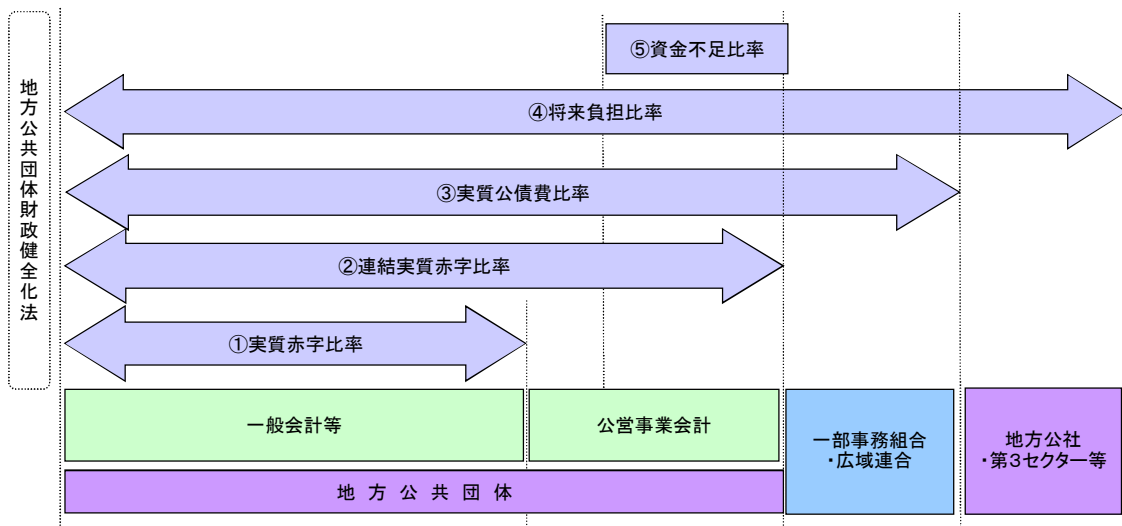 地方公共団体財政健全化法
⑤資金不足比率
④将来負担比率
③実質公債費比率
②連結実質赤字比率
①実質赤字比率
一般会計等
公営事業会計
一部事務組合
・広域連合
地方公社
・第3セクター等
地方公共団体